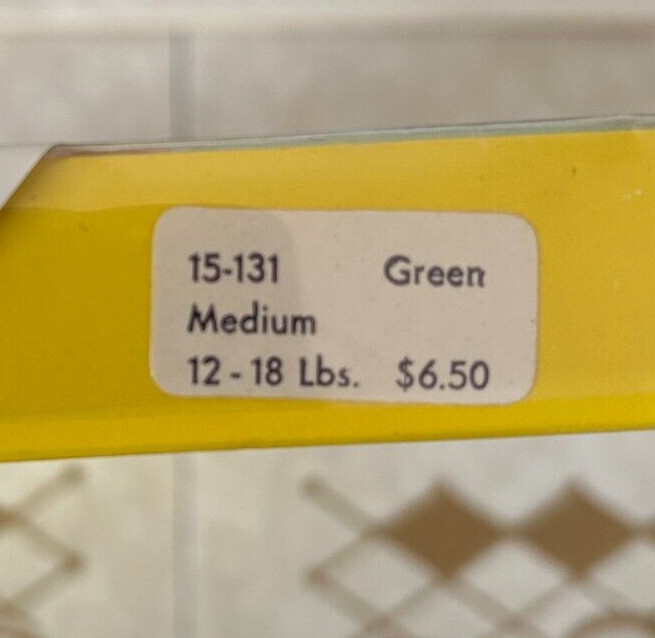 15-131 Green
Medium
12 - 18 Lbs. $6.50